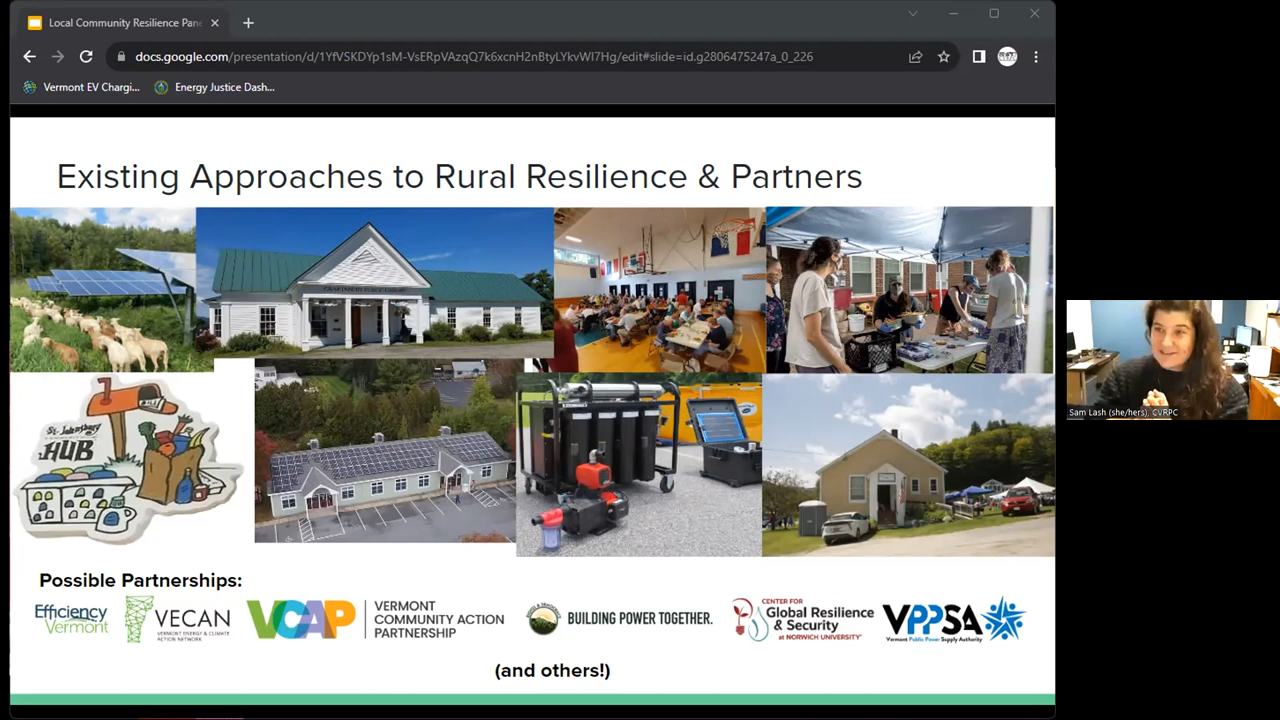 Local Community Resilience Pane
docs.google.com/presentation/d/1YfVSKDYp1sM-VsERpVAzqQ7k6xcnH2nBtyLYkvWl7Hg/edit#slide=id.g2806475247a_0_226
Vermont EV Chargi...
Energy Justice Dash...
Existing Approaches to Rural Resilience & Partners
St. Johnsbury
HUB
Sam Lash (she/hers), CVRPC
Possible Partnerships:
Efficiency
Vermont
VECAN
VERMONT ENERGY & CLIMATE
ACTION NETWORK
VCAP
VERMONT
COMMUNITY ACTION
PARTNERSHIP
BUILDING POWER TOGETHER.
CENTER FOR
Global Resilience
& Security
at NORWICH UNIVERSITY
VPPSA
Vermont Public Power Supply Authority
(and others!)